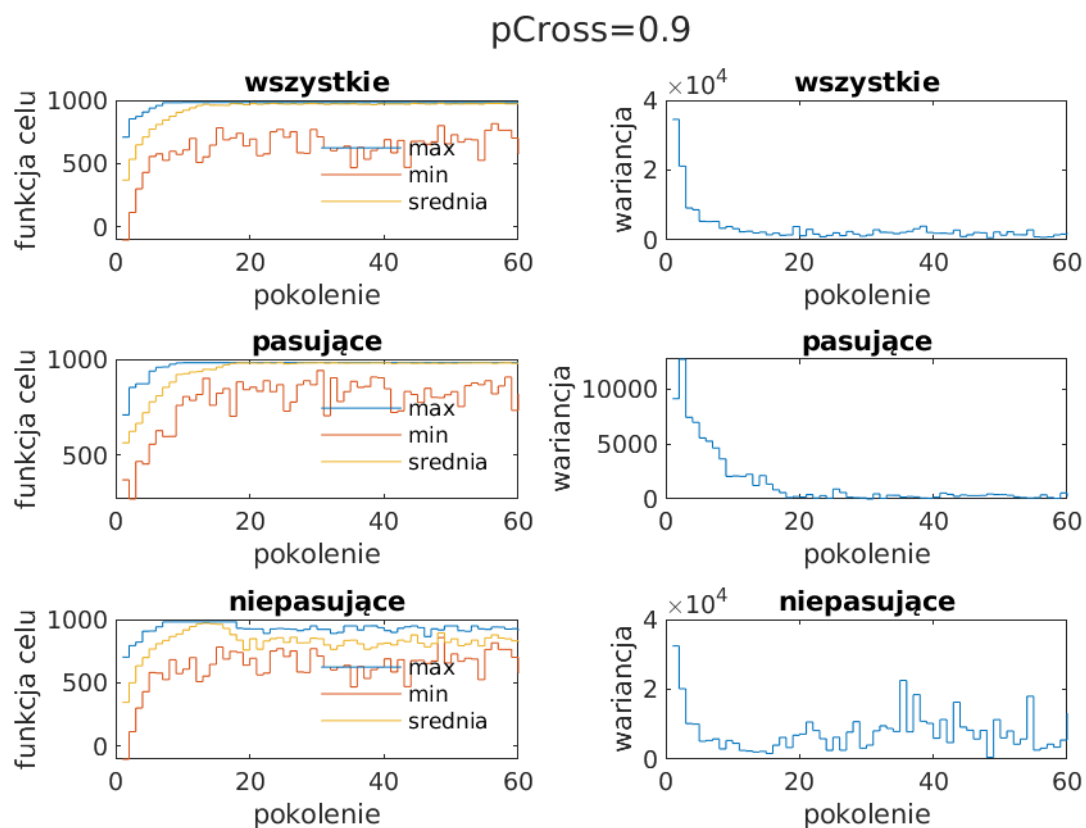 pCross=0.9
wszystkie
funkcja celu
1000
500
0
max
min
srednia
0
20
40
60
pokolenie
wszystkie
×10⁴
wariancja
4
2
0
0
20
40
60
pokolenie
pasujące
funkcja celu
1000
500
max
min
srednia
0
20
40
60
pokolenie
pasujące
wariancja
10000
5000
0
0
20
40
60
pokolenie
niepasujące
funkcja celu
1000
500
0
max
min
srednia
0
20
40
60
pokolenie
niepasujące
×10⁴
wariancja
4
2
0
0
20
40
60
pokolenie